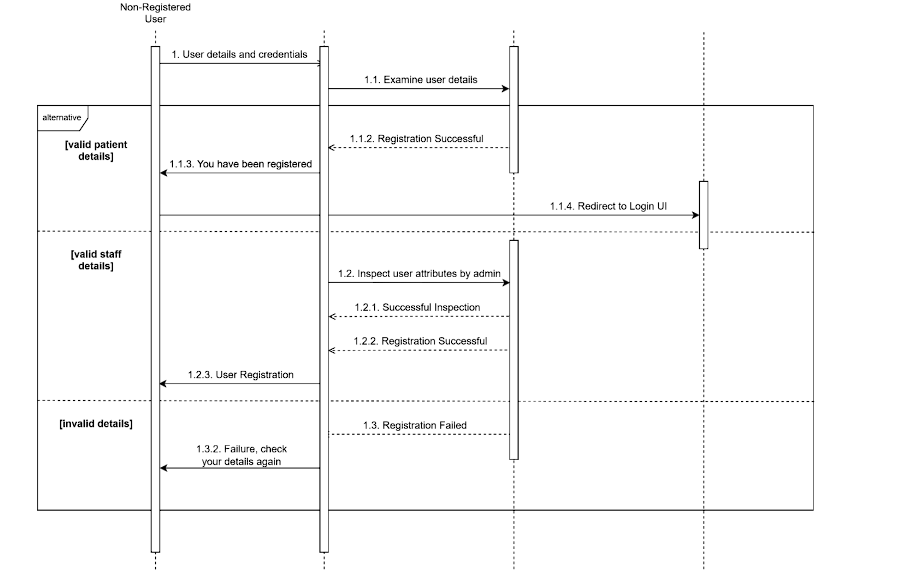 Non-Registered
User
1. User details and credentials
1.1. Examine user details
alternative
[valid patient
details]
1.1.2. Registration Successful
1.1.3. You have been registered
1.1.4. Redirect to Login UI
[valid staff
details]
1.2. Inspect user attributes by admin
1.2.1. Successful Inspection
1.2.2. Registration Successful
1.2.3. User Registration
[invalid details]
1.3. Registration Failed
1.3.2. Failure, check
your details again